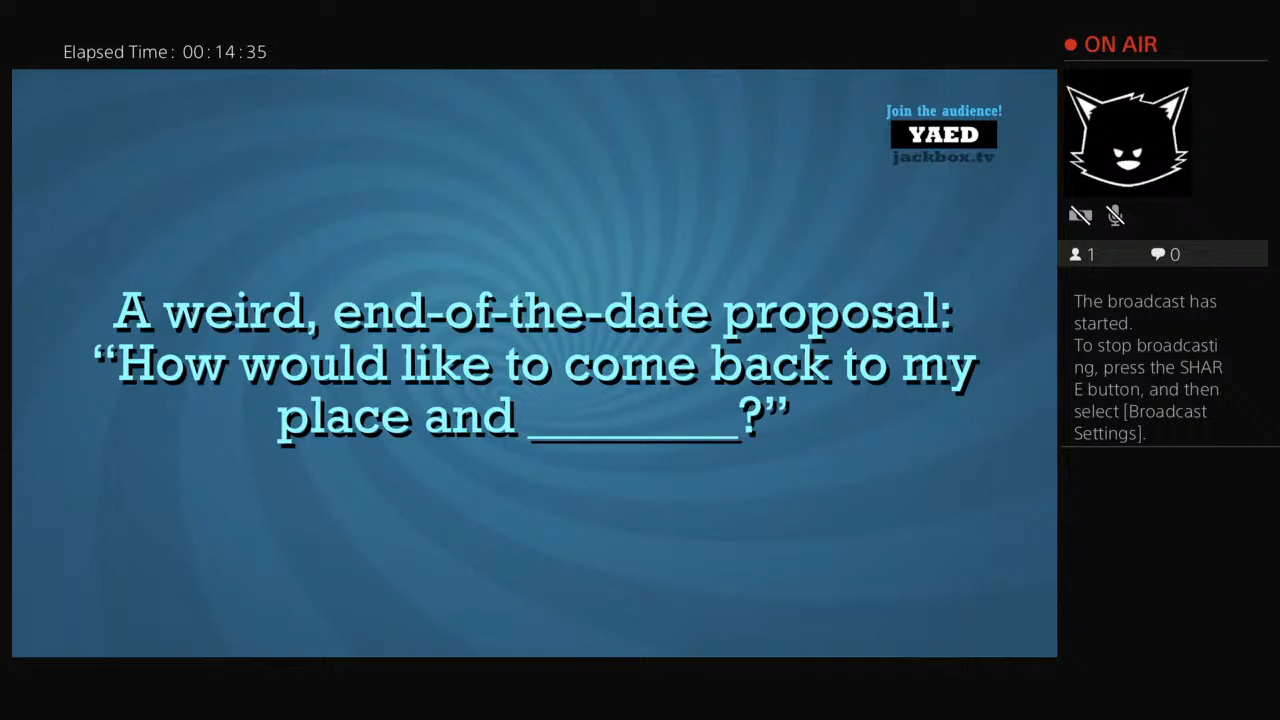 Elapsed Time: 00:14:35
ON AIR
Join the audience!
YAED
jackbox.tv
A weird, end-of-the-date proposal:
“How would like to come back to my
place and ________?”
1
0
The broadcast has
started.
To stop broadcasti
ng, press the SHAR
E button, and then
select [Broadcast
Settings].